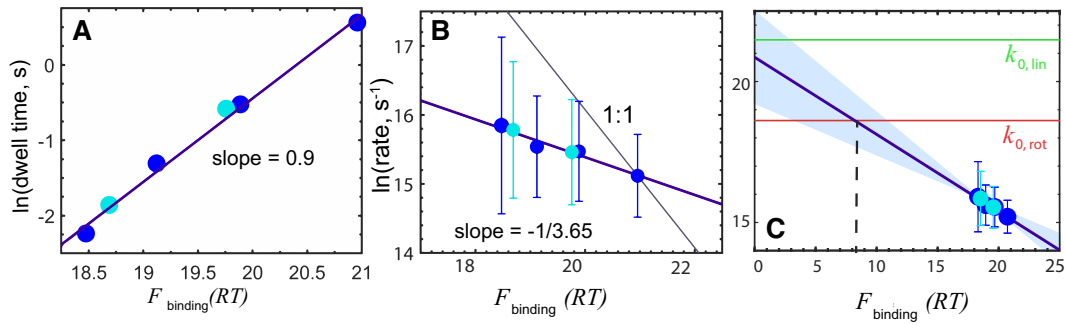 A
ln(dwell time, s)
0
-1
-2
slope = 0.9
18.5
19
19.5
20
20.5
21
F binding(RT)
B
ln(rate, s-1)
17
16
15
14
1:1
slope = -1/3.65
18
20
22
F binding (RT)
C
20
15
k0, lin
k0, rot
0
5
10
15
20
25
F binding (RT)